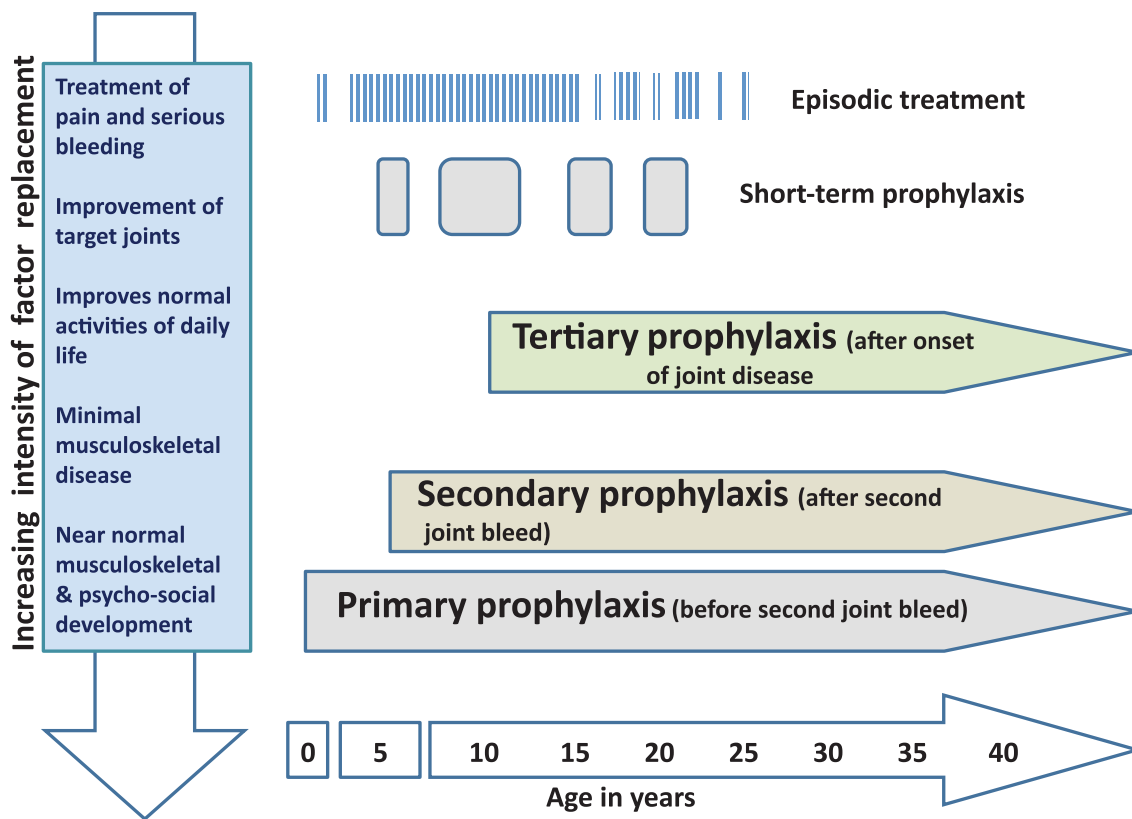 Increasing intensity of factor replacement
Treatment of
pain and serious
bleeding
Improvement of
target joints
Improves normal
activities of daily
life
Minimal
musculoskeletal
disease
Near normal
musculoskeletal
& psycho-social
development
Episodic treatment
Short-term prophylaxis
Tertiary prophylaxis (after onset
of joint disease
Secondary prophylaxis (after second
joint bleed)
Primary prophylaxis (before second joint bleed)
0 5 10 15 20 25 30 35 40
Age in years